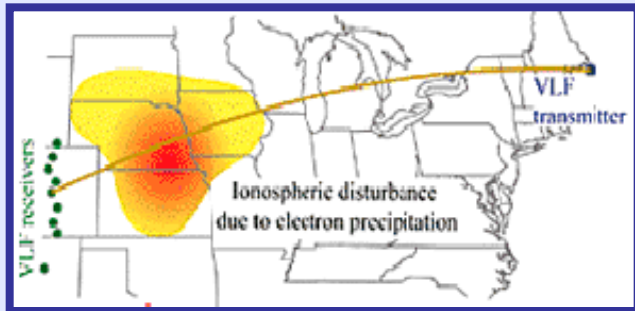 VLF
transmitter
Ionospheric disturbance
due to electron precipitation
VLF receivers